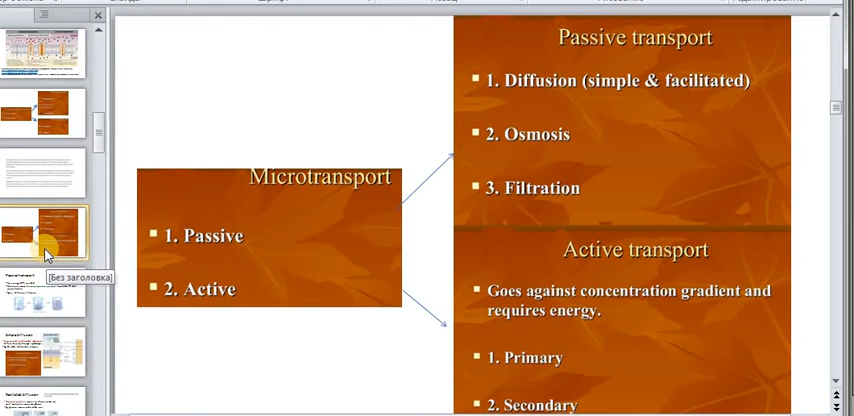 Passive transport
1. Diffusion (simple & facilitated)
2. Osmosis
3. Filtration
Microtransport
1. Passive
2. Active
Active transport
Goes against concentration gradient and
requires energy.
1. Primary
2. Secondary
[Без заголовка]